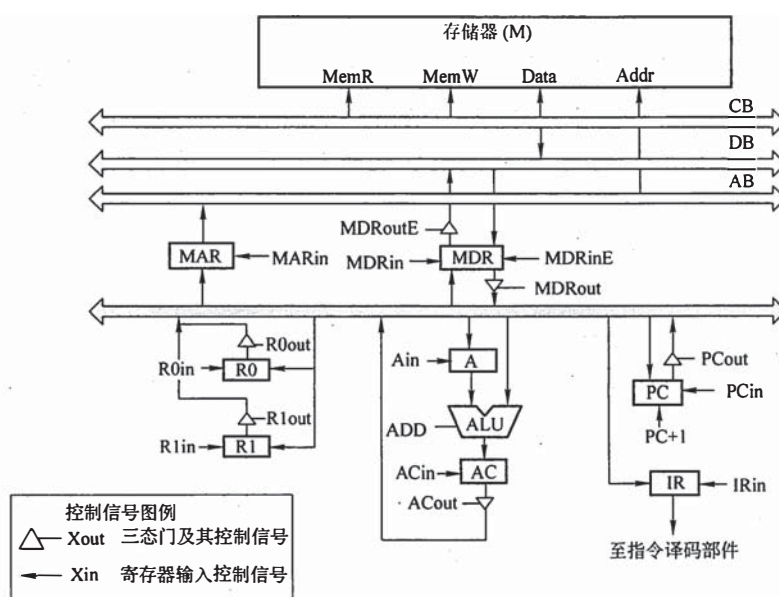 存储器 (M)
MemR MemW Data Addr
CB
DB
AB
MDRoutE
MAR
MARin
MDRin
MDR
MDRinE
MDRout
R0out
R0in
R0
R1out
R1in
R1
Ain
A
ADD
ALU
ACin
AC
ACout
PCout
PC
PCin
PC+1
IR
IRin
至指令译码部件
控制信号图例
Xout 三态门及其控制信号
Xin 寄存器输入控制信号